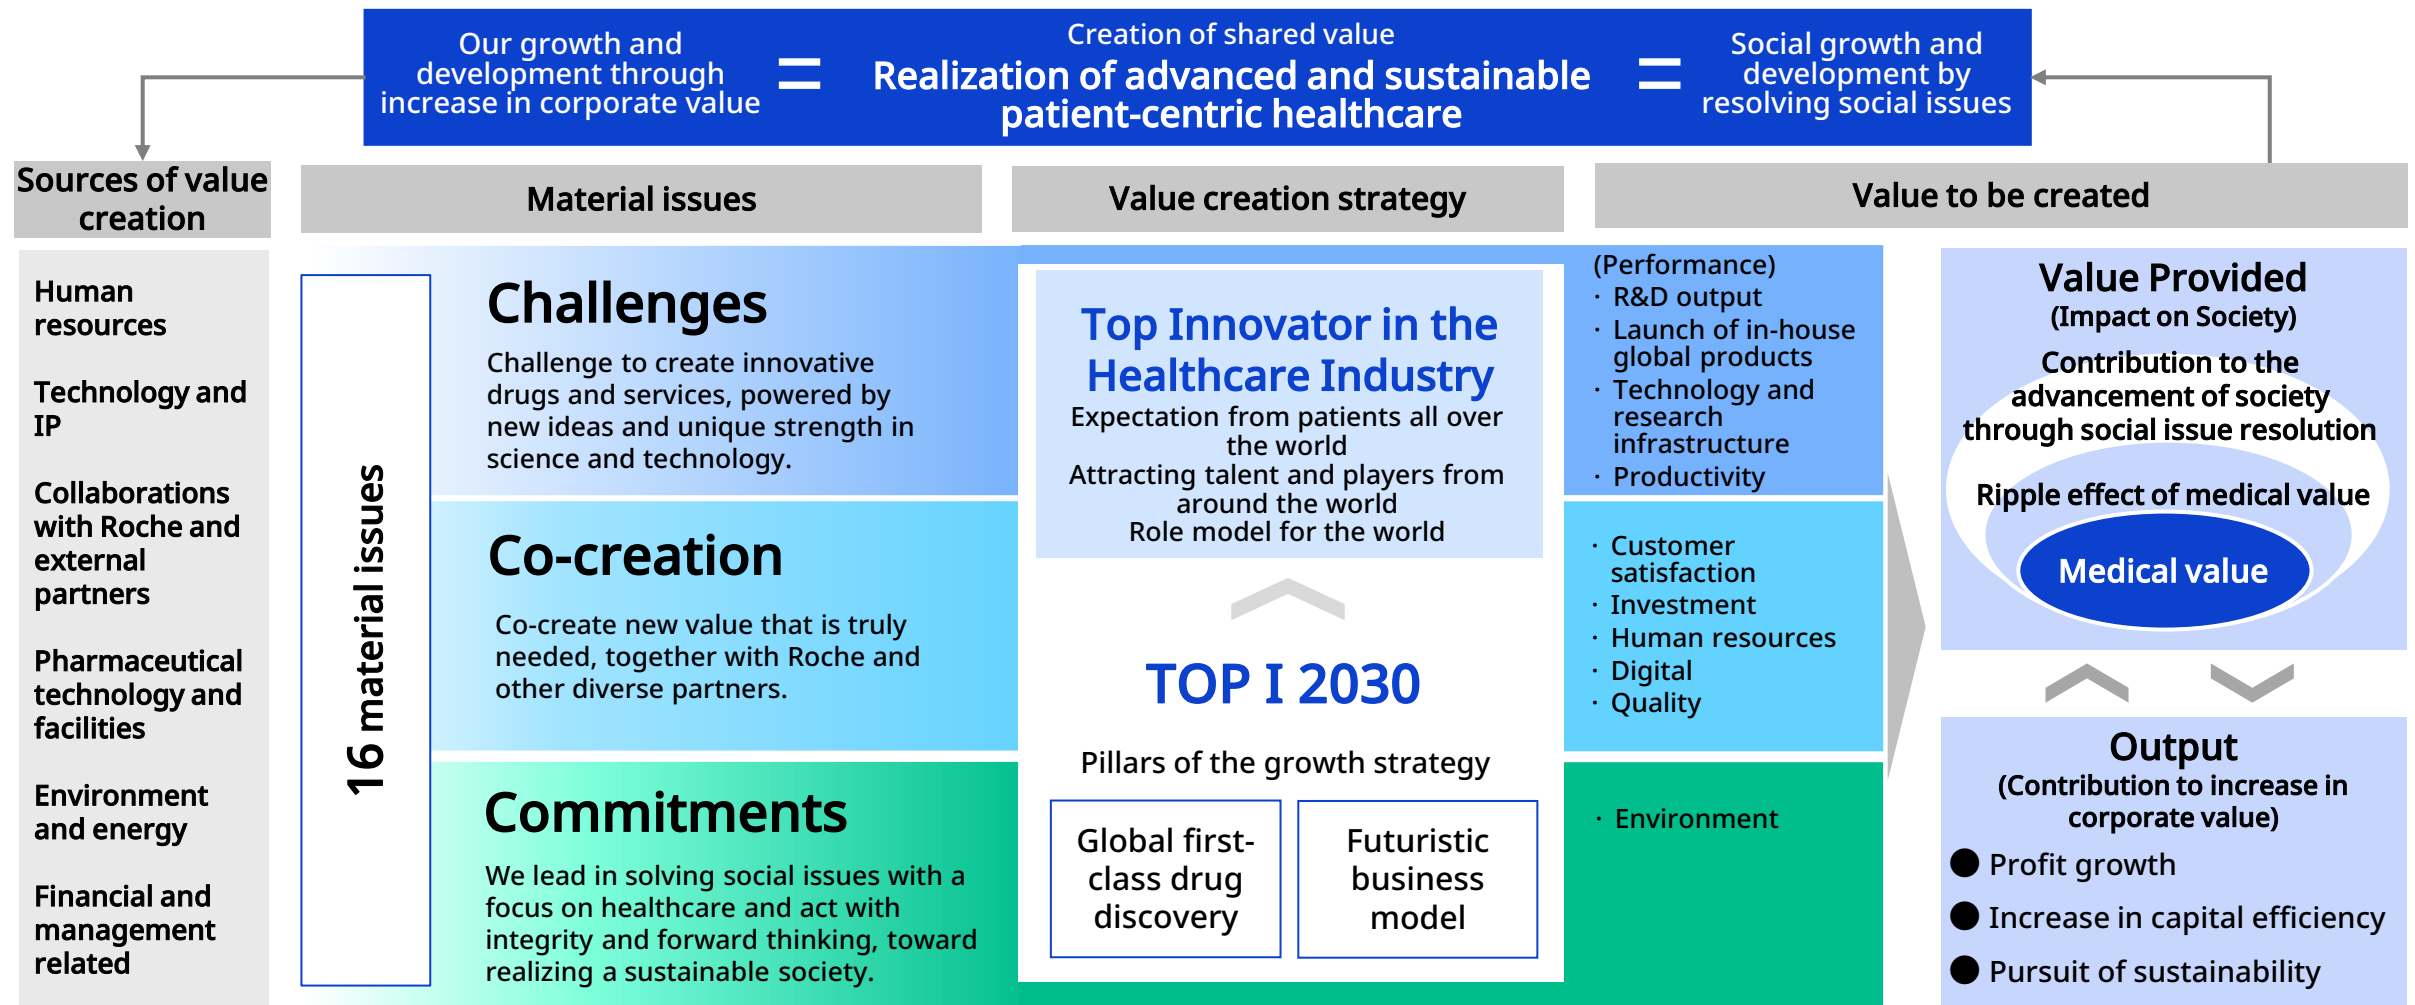 Our growth and
development through
increase in corporate value
=
Creation of shared value
Realization of advanced and sustainable
patient-centric healthcare
=
Social growth and
development by
resolving social issues
Sources of value
creation
Human
resources
Technology and
IP
Collaborations
with Roche and
external
partners
Pharmaceutical
technology and
facilities
Environment
and energy
Financial and
management
related
Material issues
16 material issues
Challenges
Challenge to create innovative
drugs and services, powered by
new ideas and unique strength in
science and technology.
Co-creation
Co-create new value that is truly
needed, together with Roche and
other diverse partners.
Commitments
We lead in solving social issues with a
focus on healthcare and act with
integrity and forward thinking, toward
realizing a sustainable society.
Value creation strategy
Top Innovator in the
Healthcare Industry
Expectation from patients all over
the world
Attracting talent and players from
around the world
Role model for the world
TOP I 2030
Pillars of the growth strategy
Global first-
class drug
discovery
Futuristic
business
model
Value to be created
(Performance)
· R&D output
· Launch of in-house
global products
· Technology and
research
infrastructure
· Productivity
· Customer
satisfaction
· Investment
· Human resources
· Digital
· Quality
· Environment
Value Provided
(Impact on Society)
Contribution to the
advancement of society
through social issue resolution
Ripple effect of medical value
Medical value
Output
(Contribution to increase in
corporate value)
● Profit growth
● Increase in capital efficiency
● Pursuit of sustainability